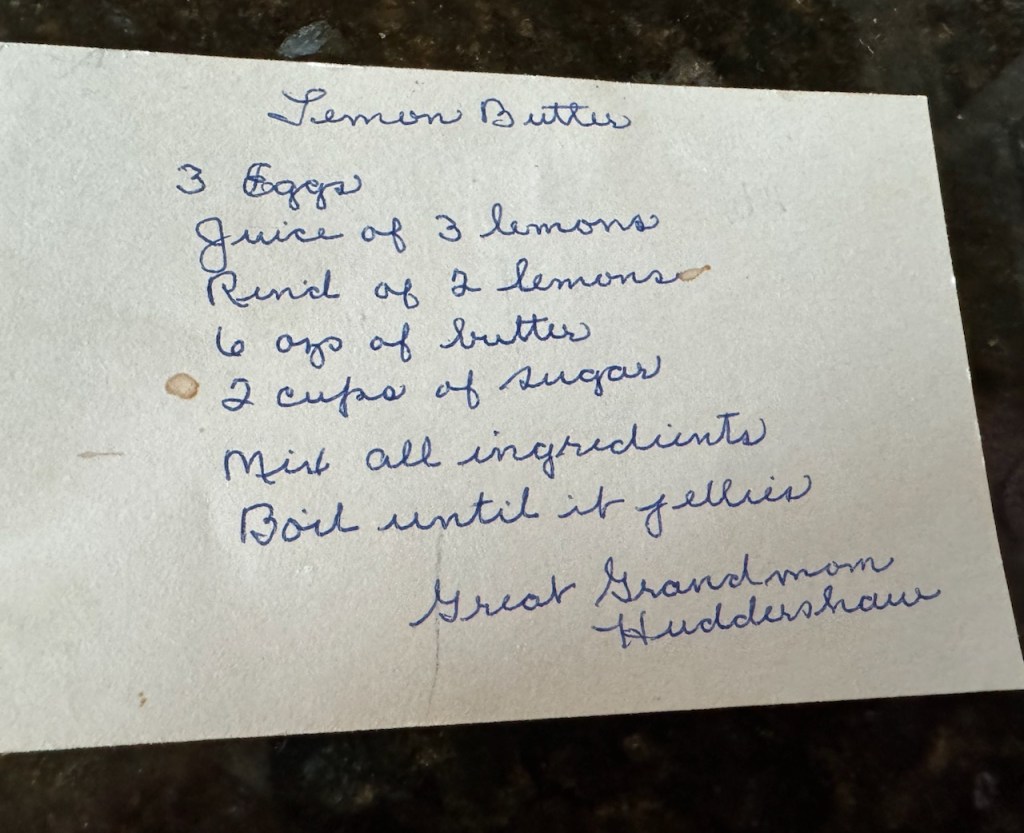 Lemon Butter
3 Eggs
Juice of 3 lemons
Rind of 2 lemons
6 ozs of butter
2 cups of sugar
Mix all ingredients
Boil until it jellies
Great Grandmom
Huddershaw